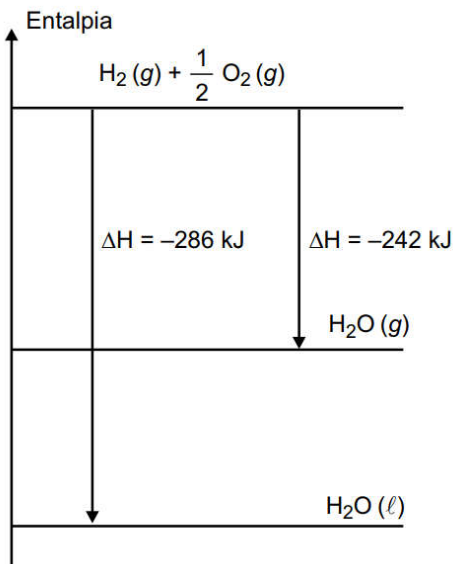 Entalpia
H₂ (g) + 1/2 O₂ (g)
ΔH = –286 kJ
ΔH = –242 kJ
H₂O (g)
H₂O (ℓ)